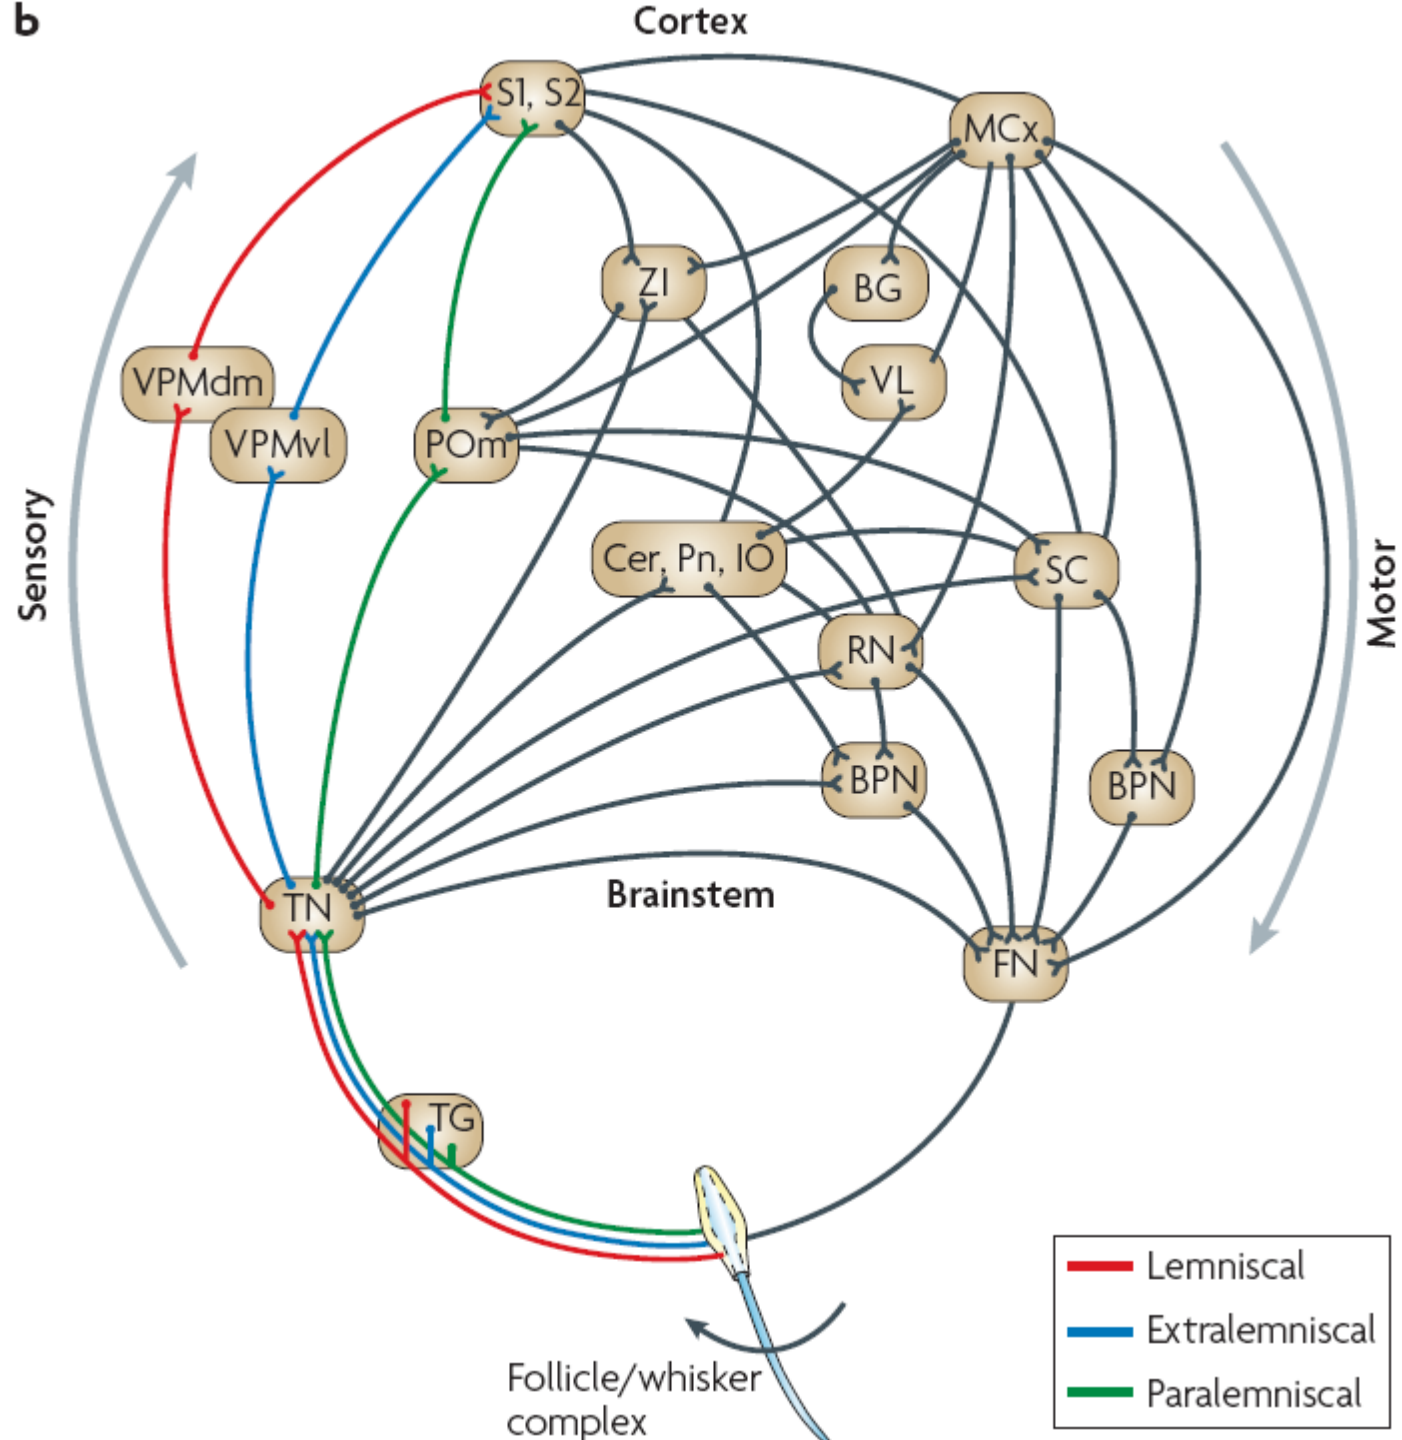 b
Cortex
S1, S2
MCx
ZI
BG
VPMdm
VL
VPMvl
POm
Sensory
Cer, Pn, IO
SC
Motor
RN
BPN
BPN
TN
Brainstem
FN
TG
Lemniscal
Extralemniscal
Paralemniscal
Follicle/whisker
complex